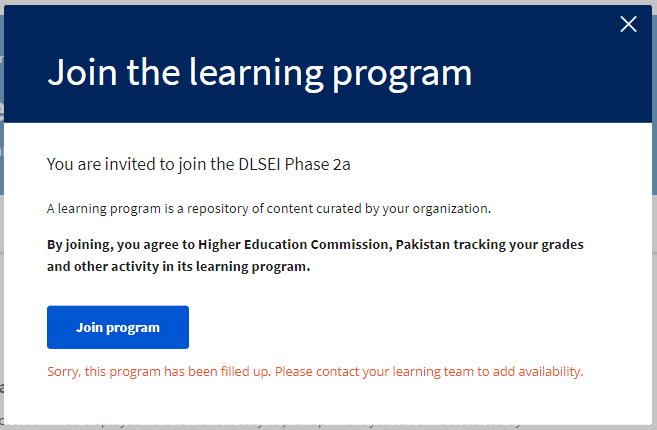 Join the learning program
You are invited to join the DLSEI Phase 2a
A learning program is a repository of content curated by your organization.
By joining, you agree to Higher Education Commission, Pakistan tracking your grades
and other activity in its learning program.
Join program
Sorry, this program has been filled up. Please contact your learning team to add availability.